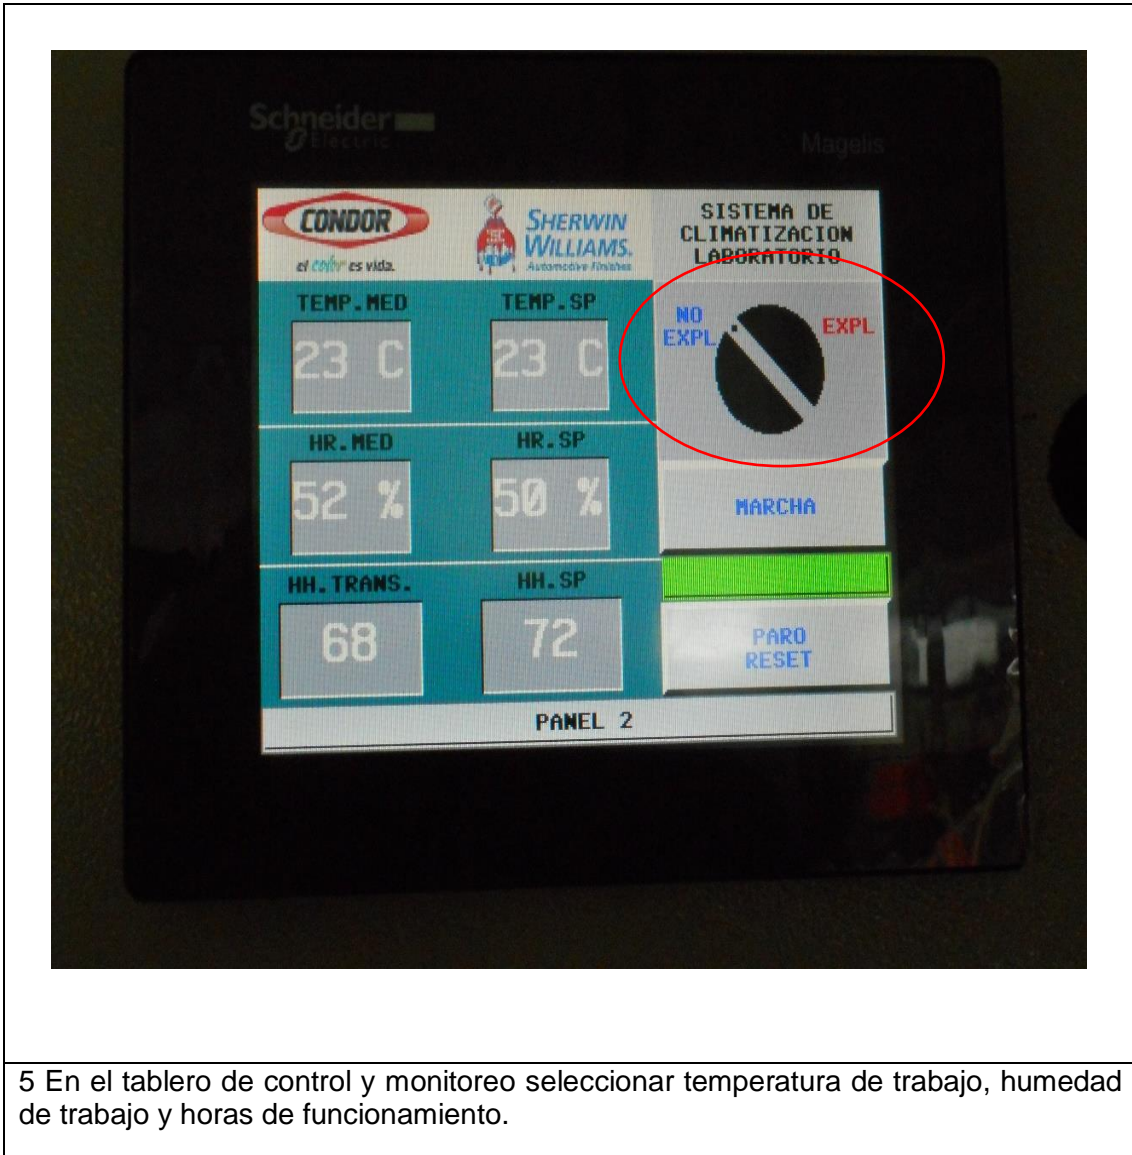 Schneider
Electric
Magelis
CONDOR
el color es vida.
SHERWIN
WILLIAMS.
Automotive Finishes
SISTEMA DE
CLIMATIZACION
LABORATORIO
TEMP.MED
TEMP.SP
23 C
23 C
NO
EXPL
EXPL
HR.MED
HR.SP
52 %
50 %
MARCHA
HH.TRANS.
HH.SP
68
72
PARO
RESET
PANEL 2
5 En el tablero de control y monitoreo seleccionar temperatura de trabajo, humedad
de trabajo y horas de funcionamiento.